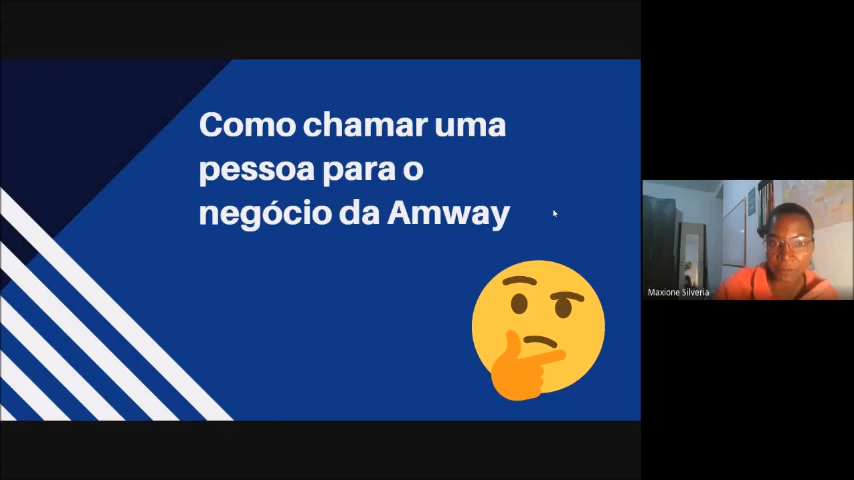 Como chamar uma
pessoa para o
negócio da Amway
Maxione Silveria